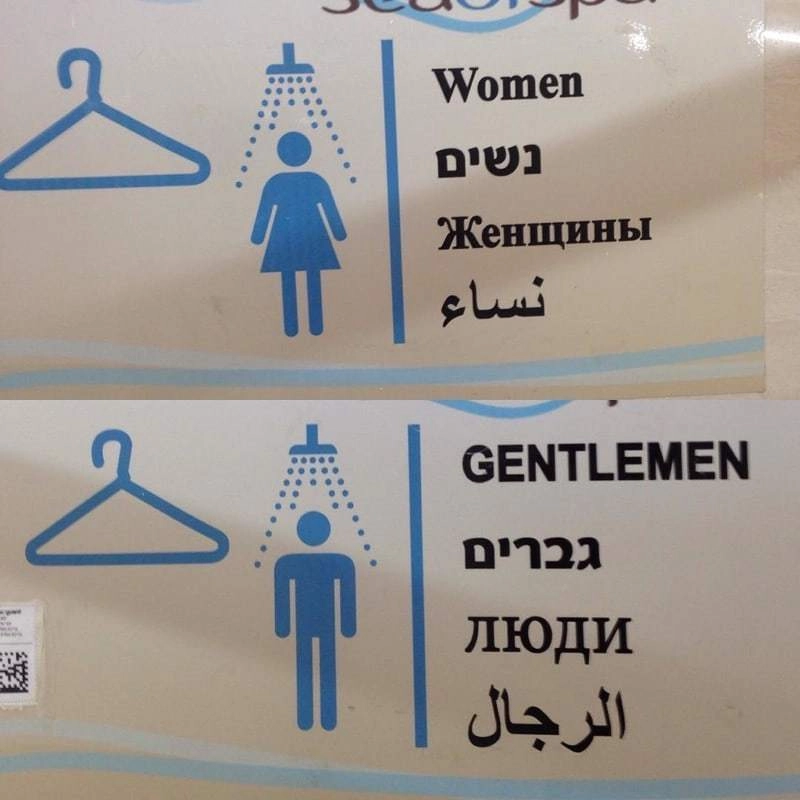 Women
נשים
Женщины
نساء
GENTLEMEN
גברים
ЛЮДИ
الرجال